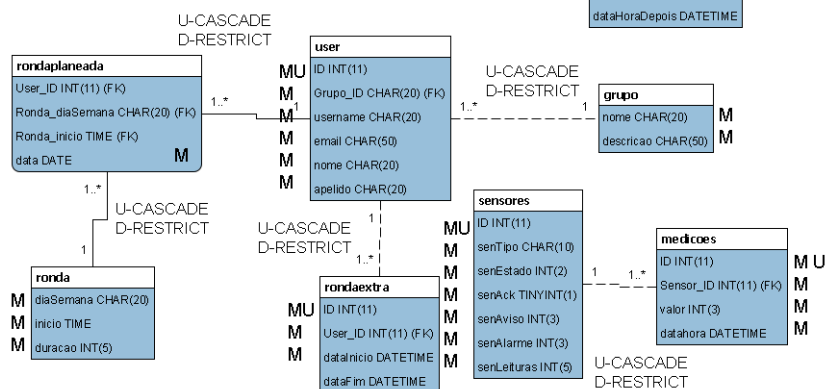 dataHoraDepois DATETIME
U-CASCADE
D-RESTRICT
rondaplaneada
User_ID INT(11) (FK)
Ronda_diaSemana CHAR(20) (FK)
Ronda_inicio TIME (FK)
data DATE
M
1..*
1
1..*
user
MU ID INT(11)
M Grupo_ID CHAR(20) (FK)
M username CHAR(20)
M email CHAR(50)
M nome CHAR(20)
M apelido CHAR(20)
U-CASCADE
D-RESTRICT
1..*
1
grupo
nome CHAR(20) M
descricao CHAR(50) M
U-CASCADE
D-RESTRICT
1
ronda
M diaSemana CHAR(20)
M inicio TIME
M duracao INT(5)
1
U-CASCADE
D-RESTRICT
1..*
rondaextra
MU ID INT(11)
M User_ID INT(11) (FK)
M dataInicio DATETIME
dataFim DATETIME
sensores
MU ID INT(11)
M senTipo CHAR(10)
M senEstado INT(2)
M senAck TINYINT(1)
M senAviso INT(3)
M senAlarme INT(3)
M senLeituras INT(5)
1
1..*
medicoes
ID INT(11) M U
Sensor_ID INT(11) (FK) M
valor INT(3) M
datahora DATETIME M
U-CASCADE
D-RESTRICT